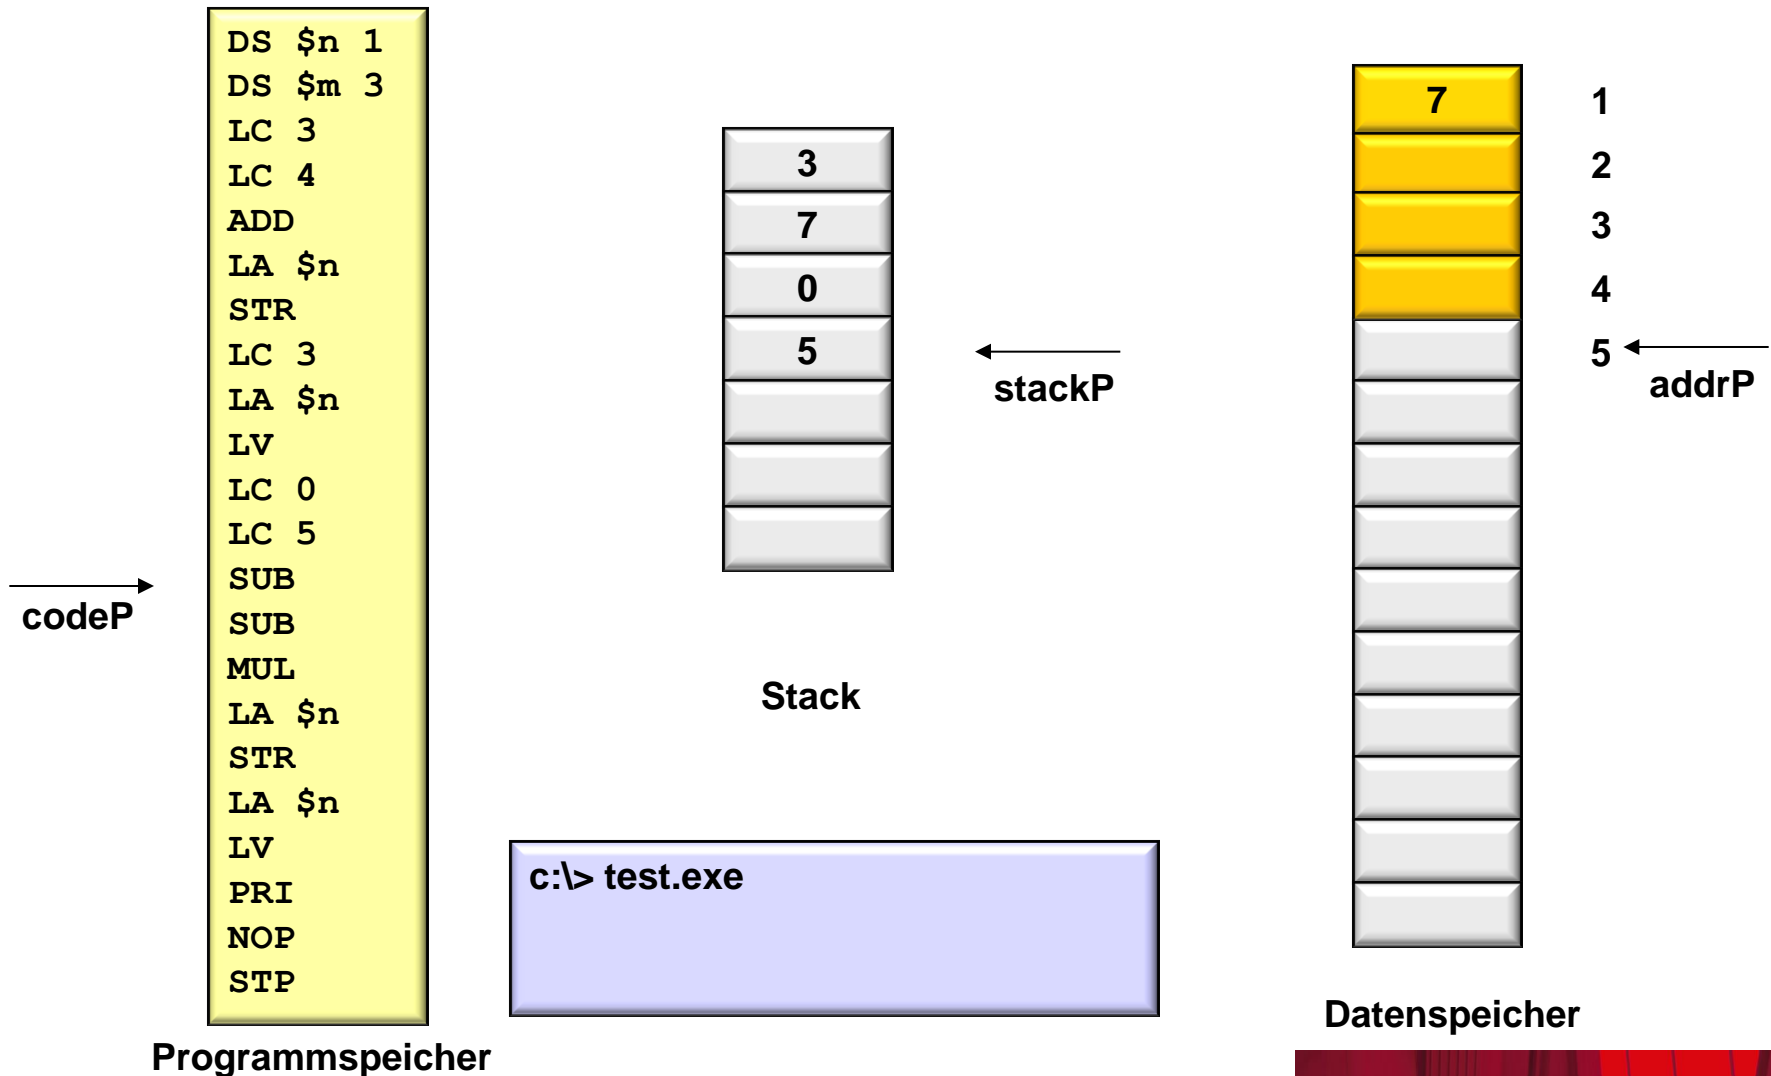 DS $n 1
DS $m 3
LC 3
LC 4
ADD
LA $n
STR
LC 3
LA $n
LV
LC 0
LC 5
SUB
SUB
MUL
LA $n
STR
LA $n
LV
PRI
NOP
STP
codeP
Programmspeicher
3
7
0
5
stackP
Stack
c:\> test.exe
7
1
2
3
4
5
addrP
Datenspeicher